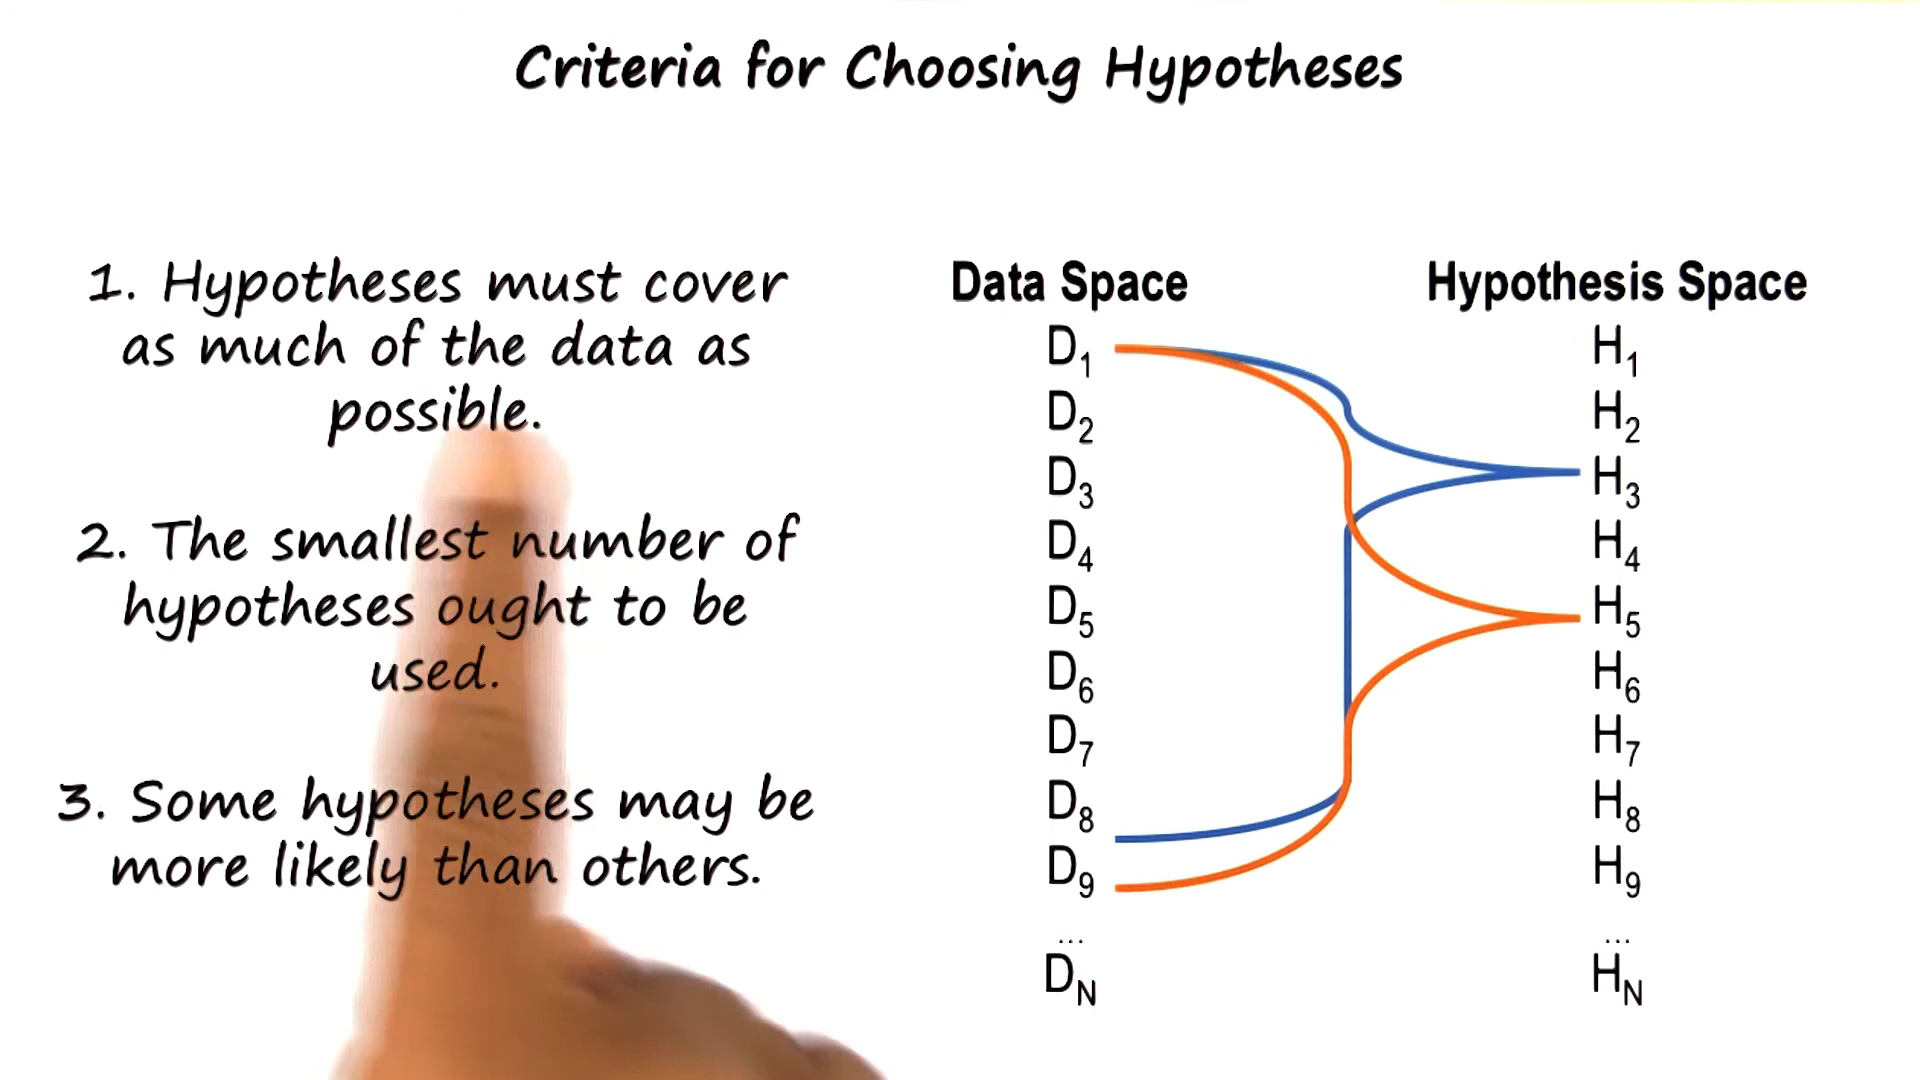 Criteria for Choosing Hypotheses
1. Hypotheses must cover
as much of the data as
possible.
2. The smallest number of
hypotheses ought to be
used.
3. Some hypotheses may be
more likely than others.
Data Space
D1
D2
D3
D4
D5
D6
D7
D8
D9
...
DN
Hypothesis Space
H1
H2
H3
H4
H5
H6
H7
H8
H9
...
HN